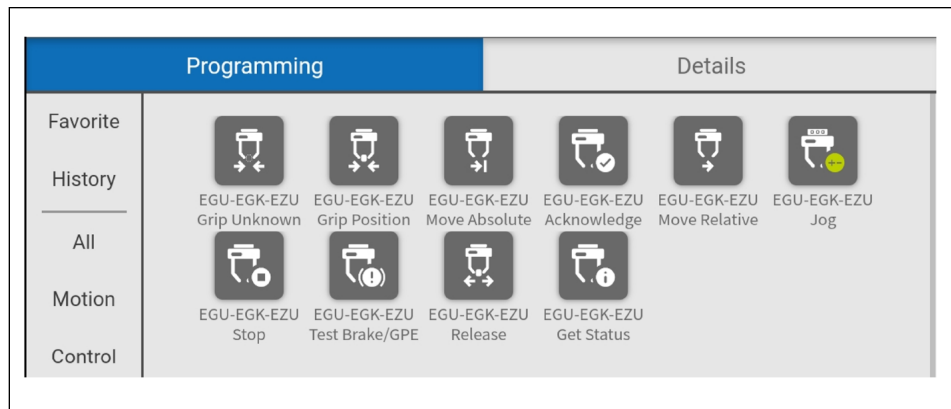 Programming Details
Favorite
History
All
Motion
Control
EGU-EGK-EZU EGU-EGK-EZU EGU-EGK-EZU EGU-EGK-EZU EGU-EGK-EZU EGU-EGK-EZU
Grip Unknown Grip Position Move Absolute Acknowledge Move Relative Jog
EGU-EGK-EZU EGU-EGK-EZU EGU-EGK-EZU EGU-EGK-EZU
Stop Test Brake/GPE Release Get Status